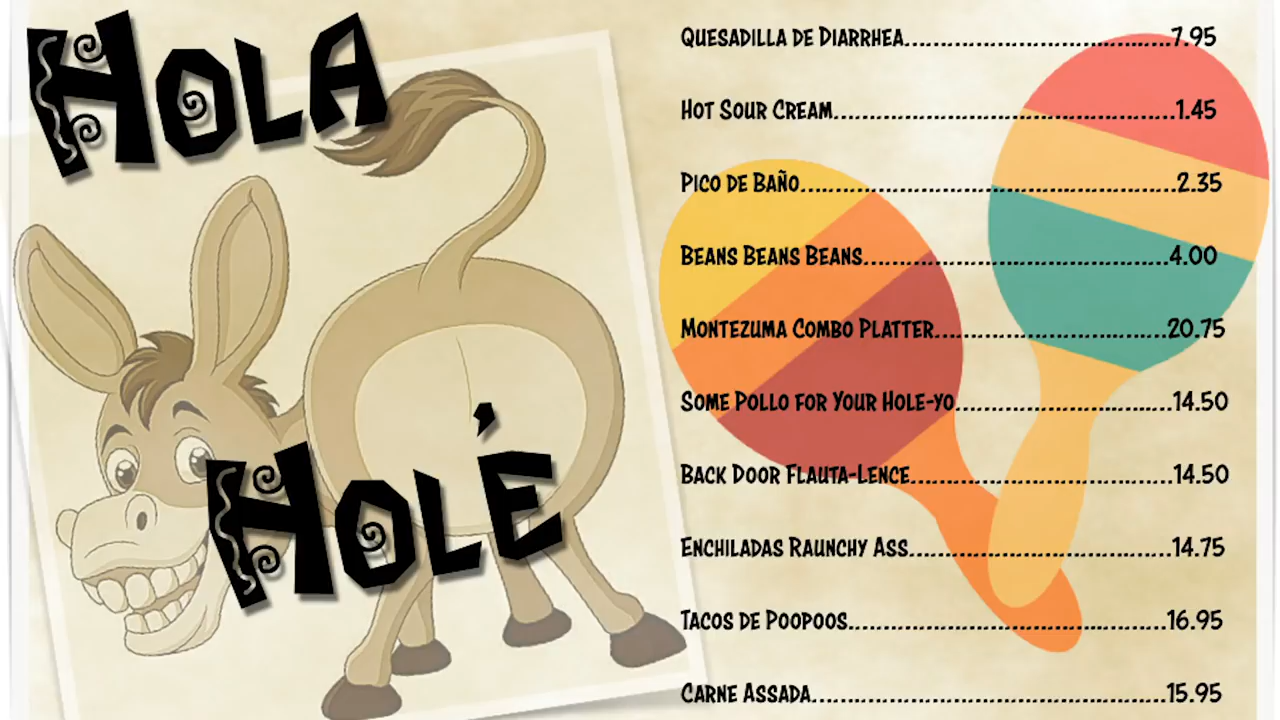 HOLA
HOLÉ
QUESADILLA DE DIARRHEA..............................................7.95
HOT SOUR CREAM..........................................................1.45
PICO DE BAÑO................................................................2.35
BEANS BEANS BEANS....................................................4.00
MONTEZUMA COMBO PLATTER.......................................20.75
SOME POLLO FOR YOUR HOLE-YO....................................14.50
BACK DOOR FLAUTA-LENCE............................................14.50
ENCHILADAS RAUNCHY ASS............................................14.75
TACOS DE POOPOOS.......................................................16.95
CARNE ASSADA..............................................................15.95